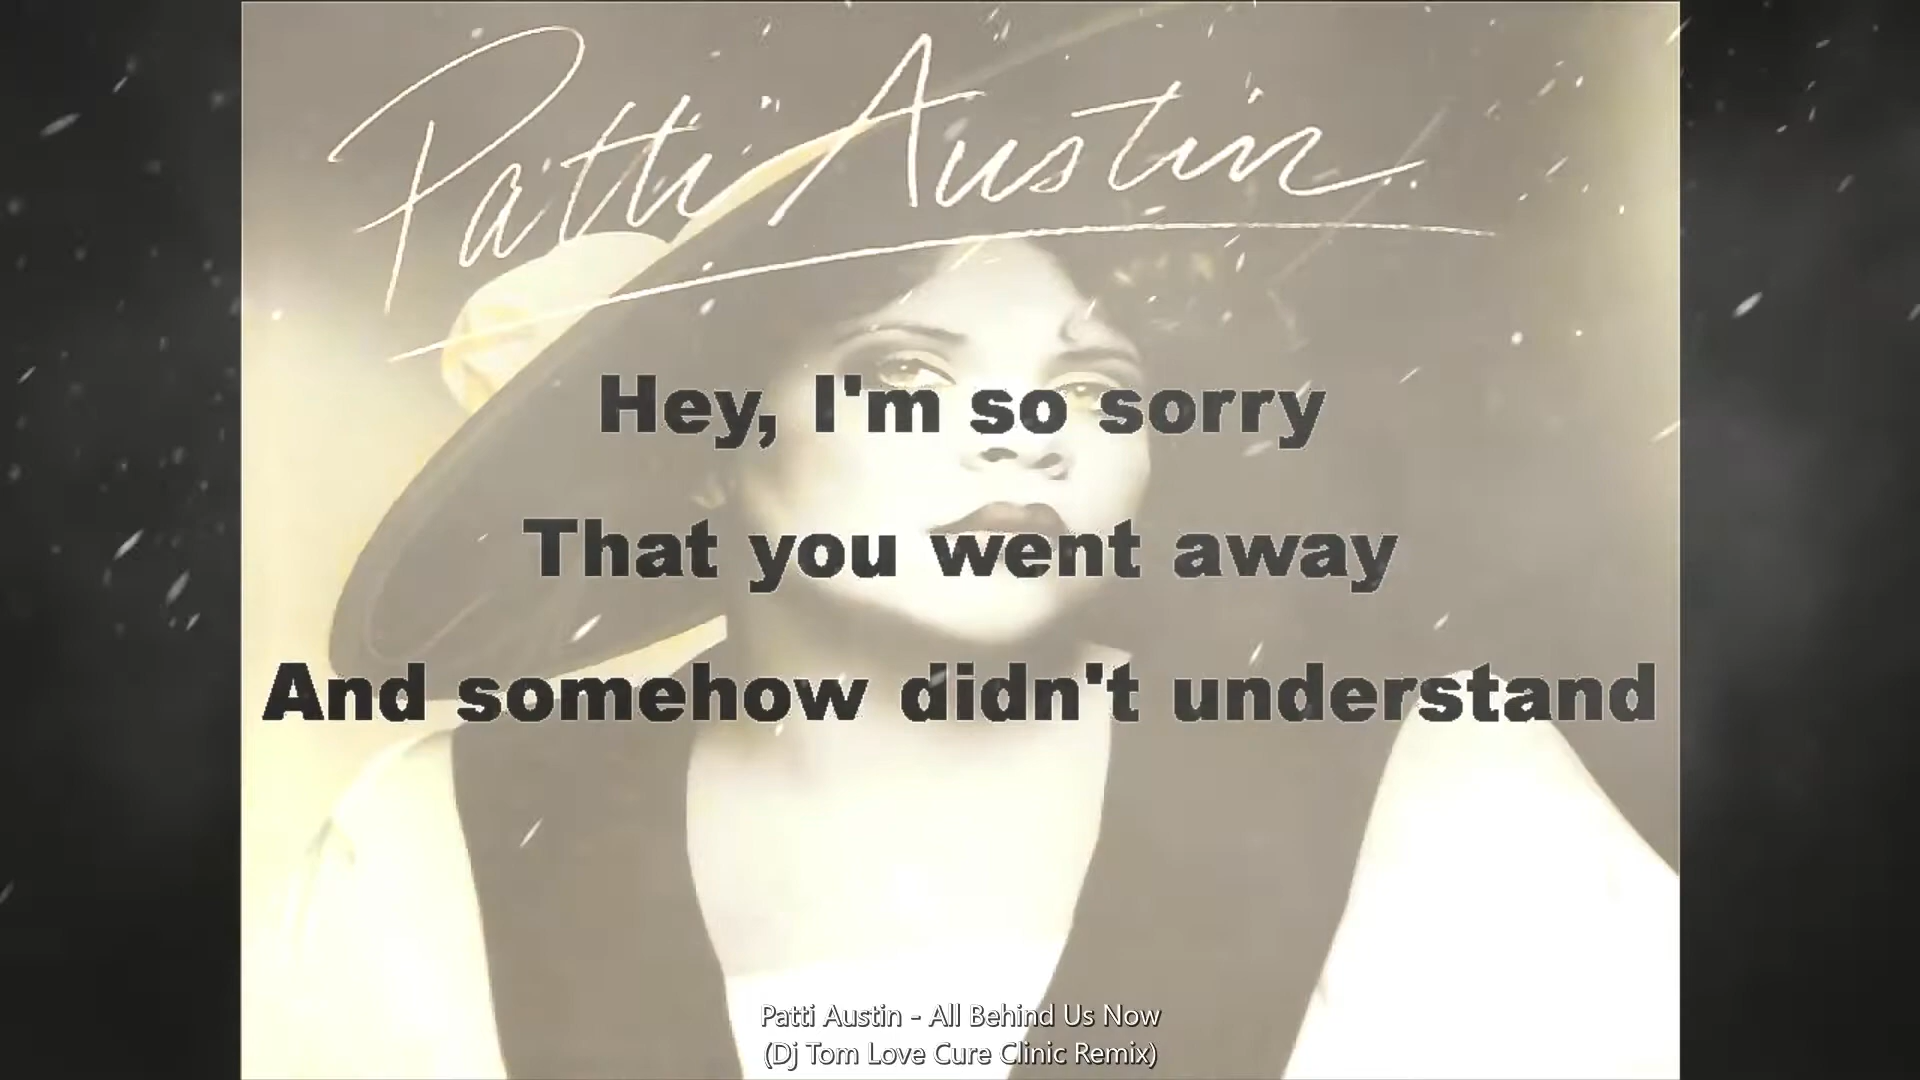 Patti Austin
Hey, I'm so sorry
That you went away
And somehow didn't understand
Patti Austin - All Behind Us Now
(Dj Tom Love Cure Clinic Remix)